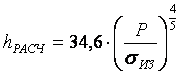 h_РАСЧ = 34,6 · (P / σ_ИЗ)^(4/5)